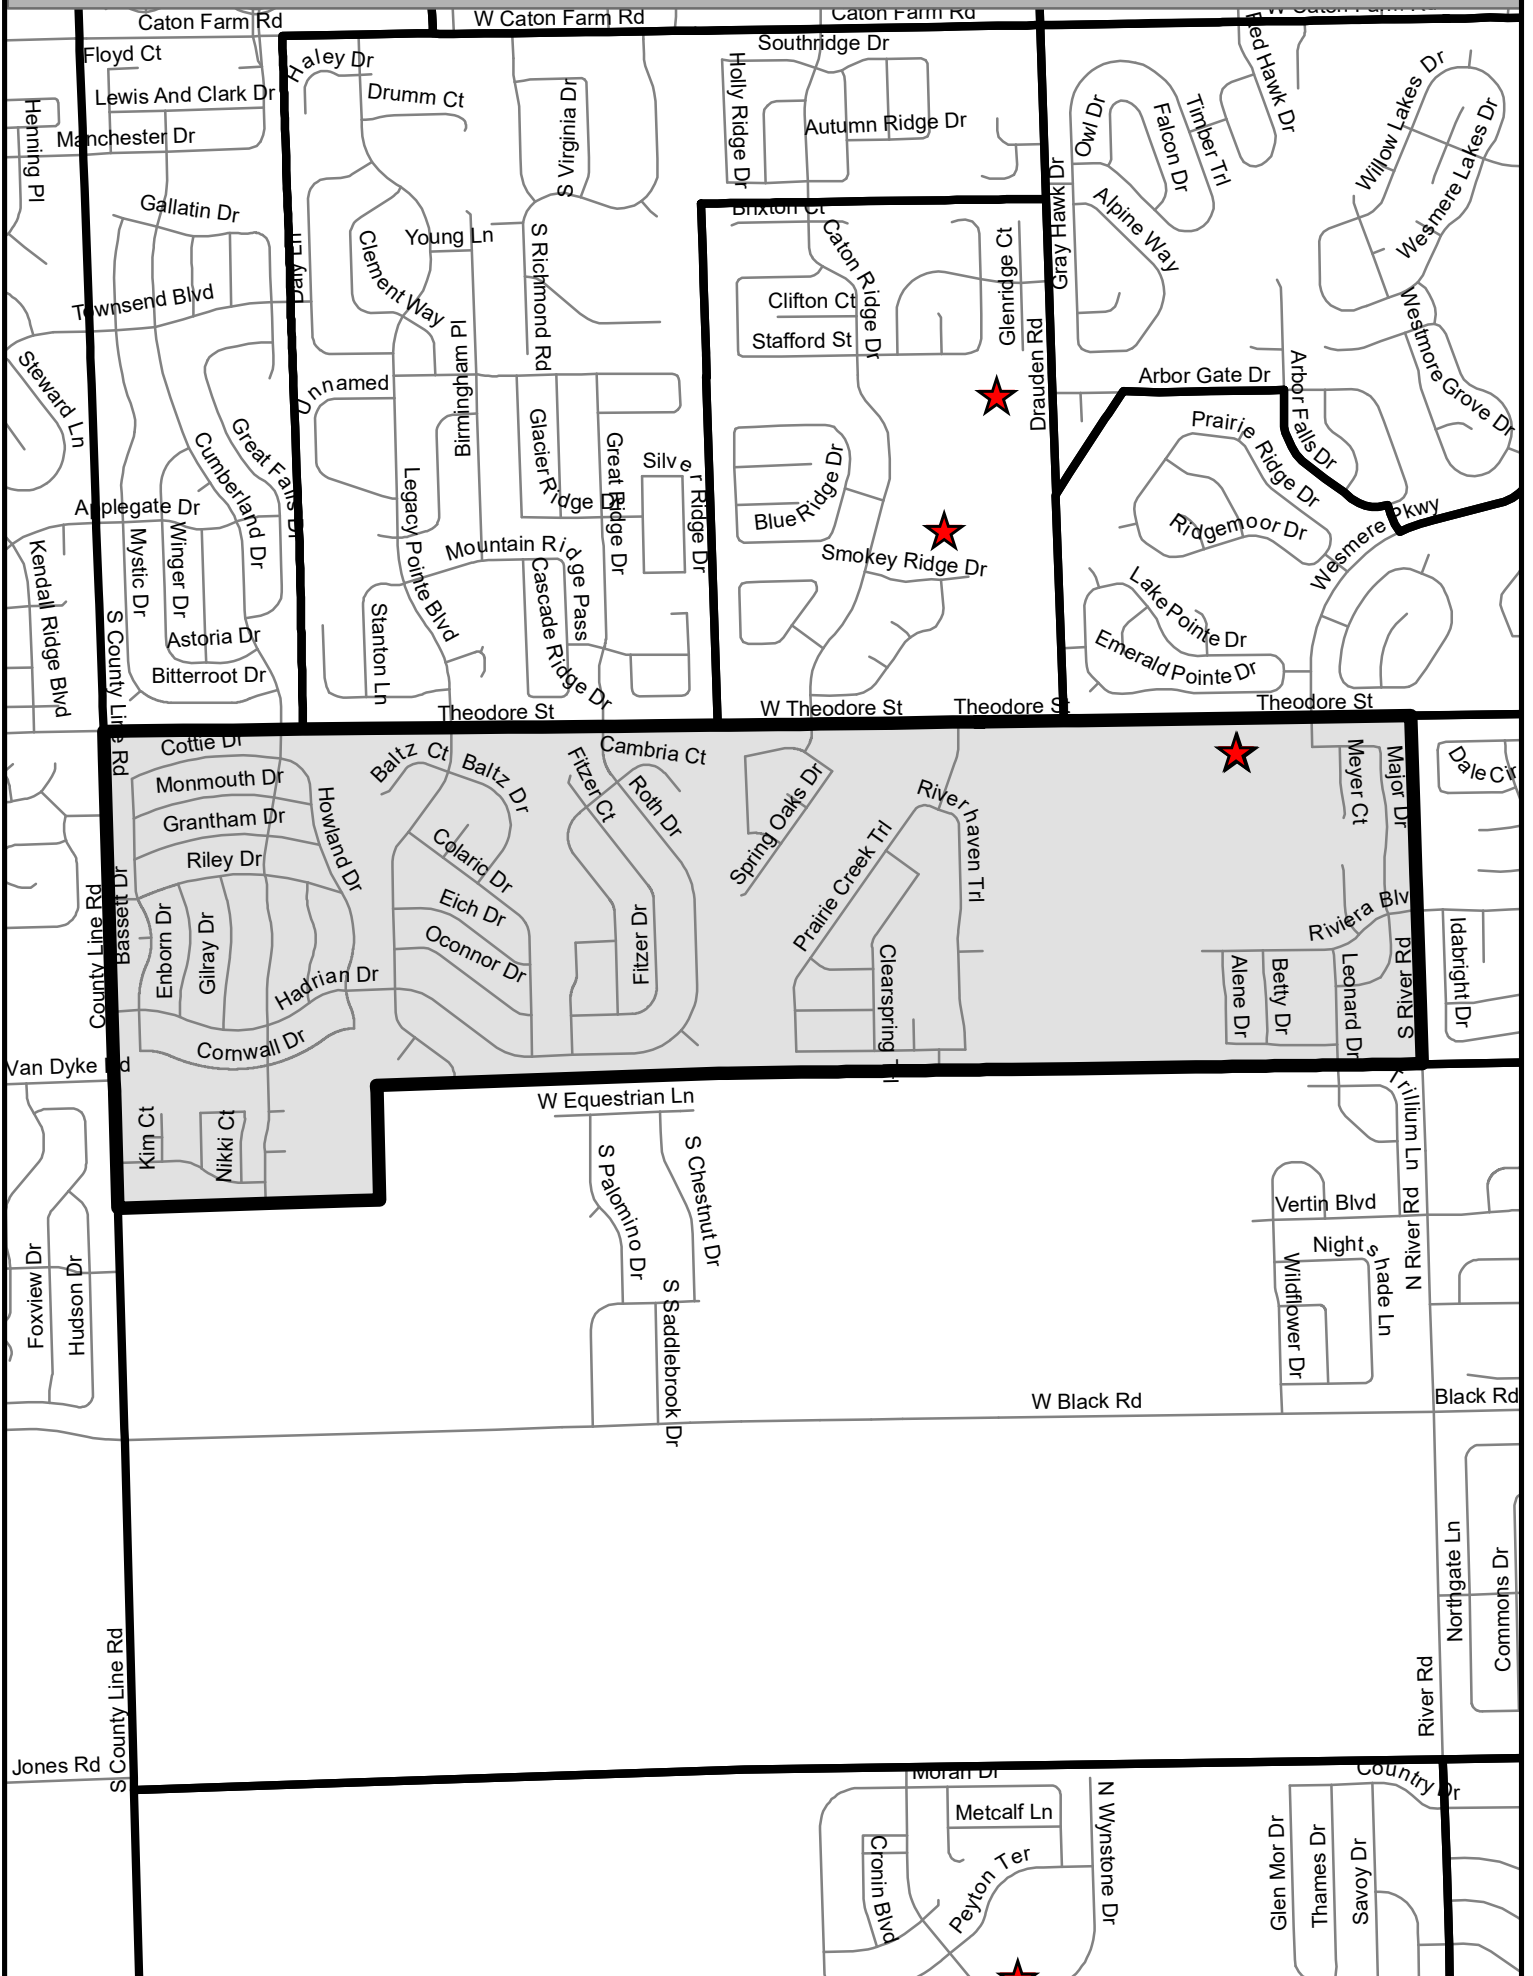 Caton Farm Rd
W Caton Farm Rd
Caton Farm Rd
W Caton Farm Rd
Floyd Ct
Haley Dr
Southridge Dr
Red Hawk Dr
Henning Pl
Lewis And Clark Dr
Drumm Ct
S Virginia Dr
Holly Ridge Dr
Autumn Ridge Dr
Owl Dr
Falcon Dr
Timber Trl
Willow Lakes Dr
Wesmere Lakes Dr
Manchester Dr
Gallatin Dr
Brixton Ct
Gray Hawk Dr
Alpine Way
Day Ln
Clement Way
Young Ln
S Richmond Rd
Caton Ridge Dr
Glenridge Ct
Townsend Blvd
Clifton Ct
Stafford St
Birmingham Pl
Drauden Rd
Westmore Grove Dr
Steward Ln
Unnamed
Arbor Gate Dr
Arbor Falls Dr
Great Falls Dr
Cumberland Dr
Glacier Ridge Dr
Great Ridge Dr
Silver Ridge Dr
Blue Ridge Dr
Prairie Ridge Dr
Legacy Pointe Blvd
Applegate Dr
Ridgemoor Dr
Wesmere Pkwy
Kendall Ridge Blvd
Mystic Dr
Winger Dr
Mountain Ridge Pass
Smokey Ridge Dr
Cascade Ridge Dr
Stanton Ln
Lake Pointe Dr
Emerald Pointe Dr
Astoria Dr
Bitterroot Dr
S County Line Rd
Theodore St
W Theodore St
Theodore St
Theodore St
Cottie Dr
Baltz Ct
Baltz Dr
Fitzer Ct
Cambria Ct
Roth Dr
Spring Oaks Dr
Riverhaven Trl
Meyer Ct
Major Dr
Dale Cir
Monmouth Dr
Grantham Dr
Howland Dr
Riley Dr
Colaric Dr
Prairie Creek Trl
Bassett Dr
County Line Rd
Enborn Dr
Gilray Dr
Eich Dr
Oconnor Dr
Fitzer Dr
Clearspring Trl
Riviera Blv
Idabright Dr
Alene Dr
Betty Dr
Leonard Dr
S River Rd
Hadrian Dr
Cornwall Dr
Van Dyke Rd
Kim Ct
Nikki Ct
W Equestrian Ln
S Palomino Dr
S Chestnut Dr
Trillium Ln
Vertin Blvd
N River Rd
Nightshade Ln
Wildflower Dr
Foxview Dr
Hudson Dr
S Saddlebrook Dr
W Black Rd
Black Rd
Northgate Ln
Commons Dr
S County Line Rd
River Rd
Jones Rd
Moran Dr
Metcalf Ln
N Wynstone Dr
Country Dr
Cronin Blvd
Peyton Ter
Glen Mor Dr
Thames Dr
Savoy Dr